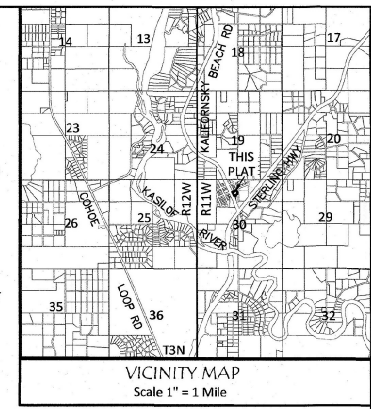 14
13
18
17
KALIFORNSKY BEACH RD
23
24
19
20
THIS
PLAT
STERLING HWY
COHOE
KASILOF
R12W
R11W
26
25
RIVER
30
29
35
LOOP RD
36
31
32
T3N
VICINITY MAP
Scale 1" = 1 Mile